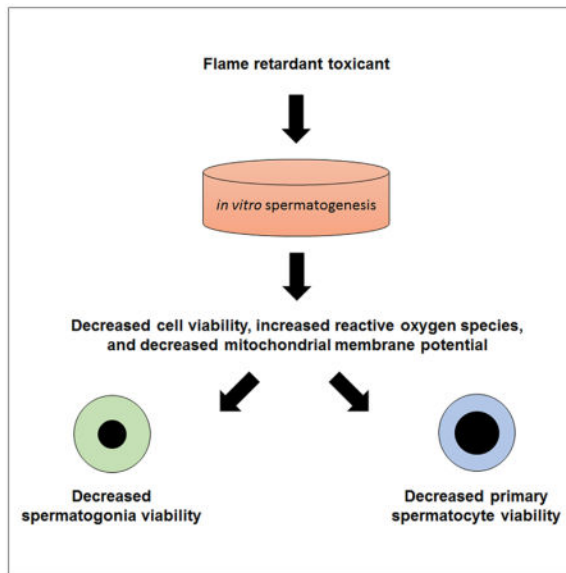 Flame retardant toxicant
in vitro spermatogenesis
Decreased cell viability, increased reactive oxygen species,
and decreased mitochondrial membrane potential
Decreased
spermatogonia viability
Decreased primary
spermatocyte viability